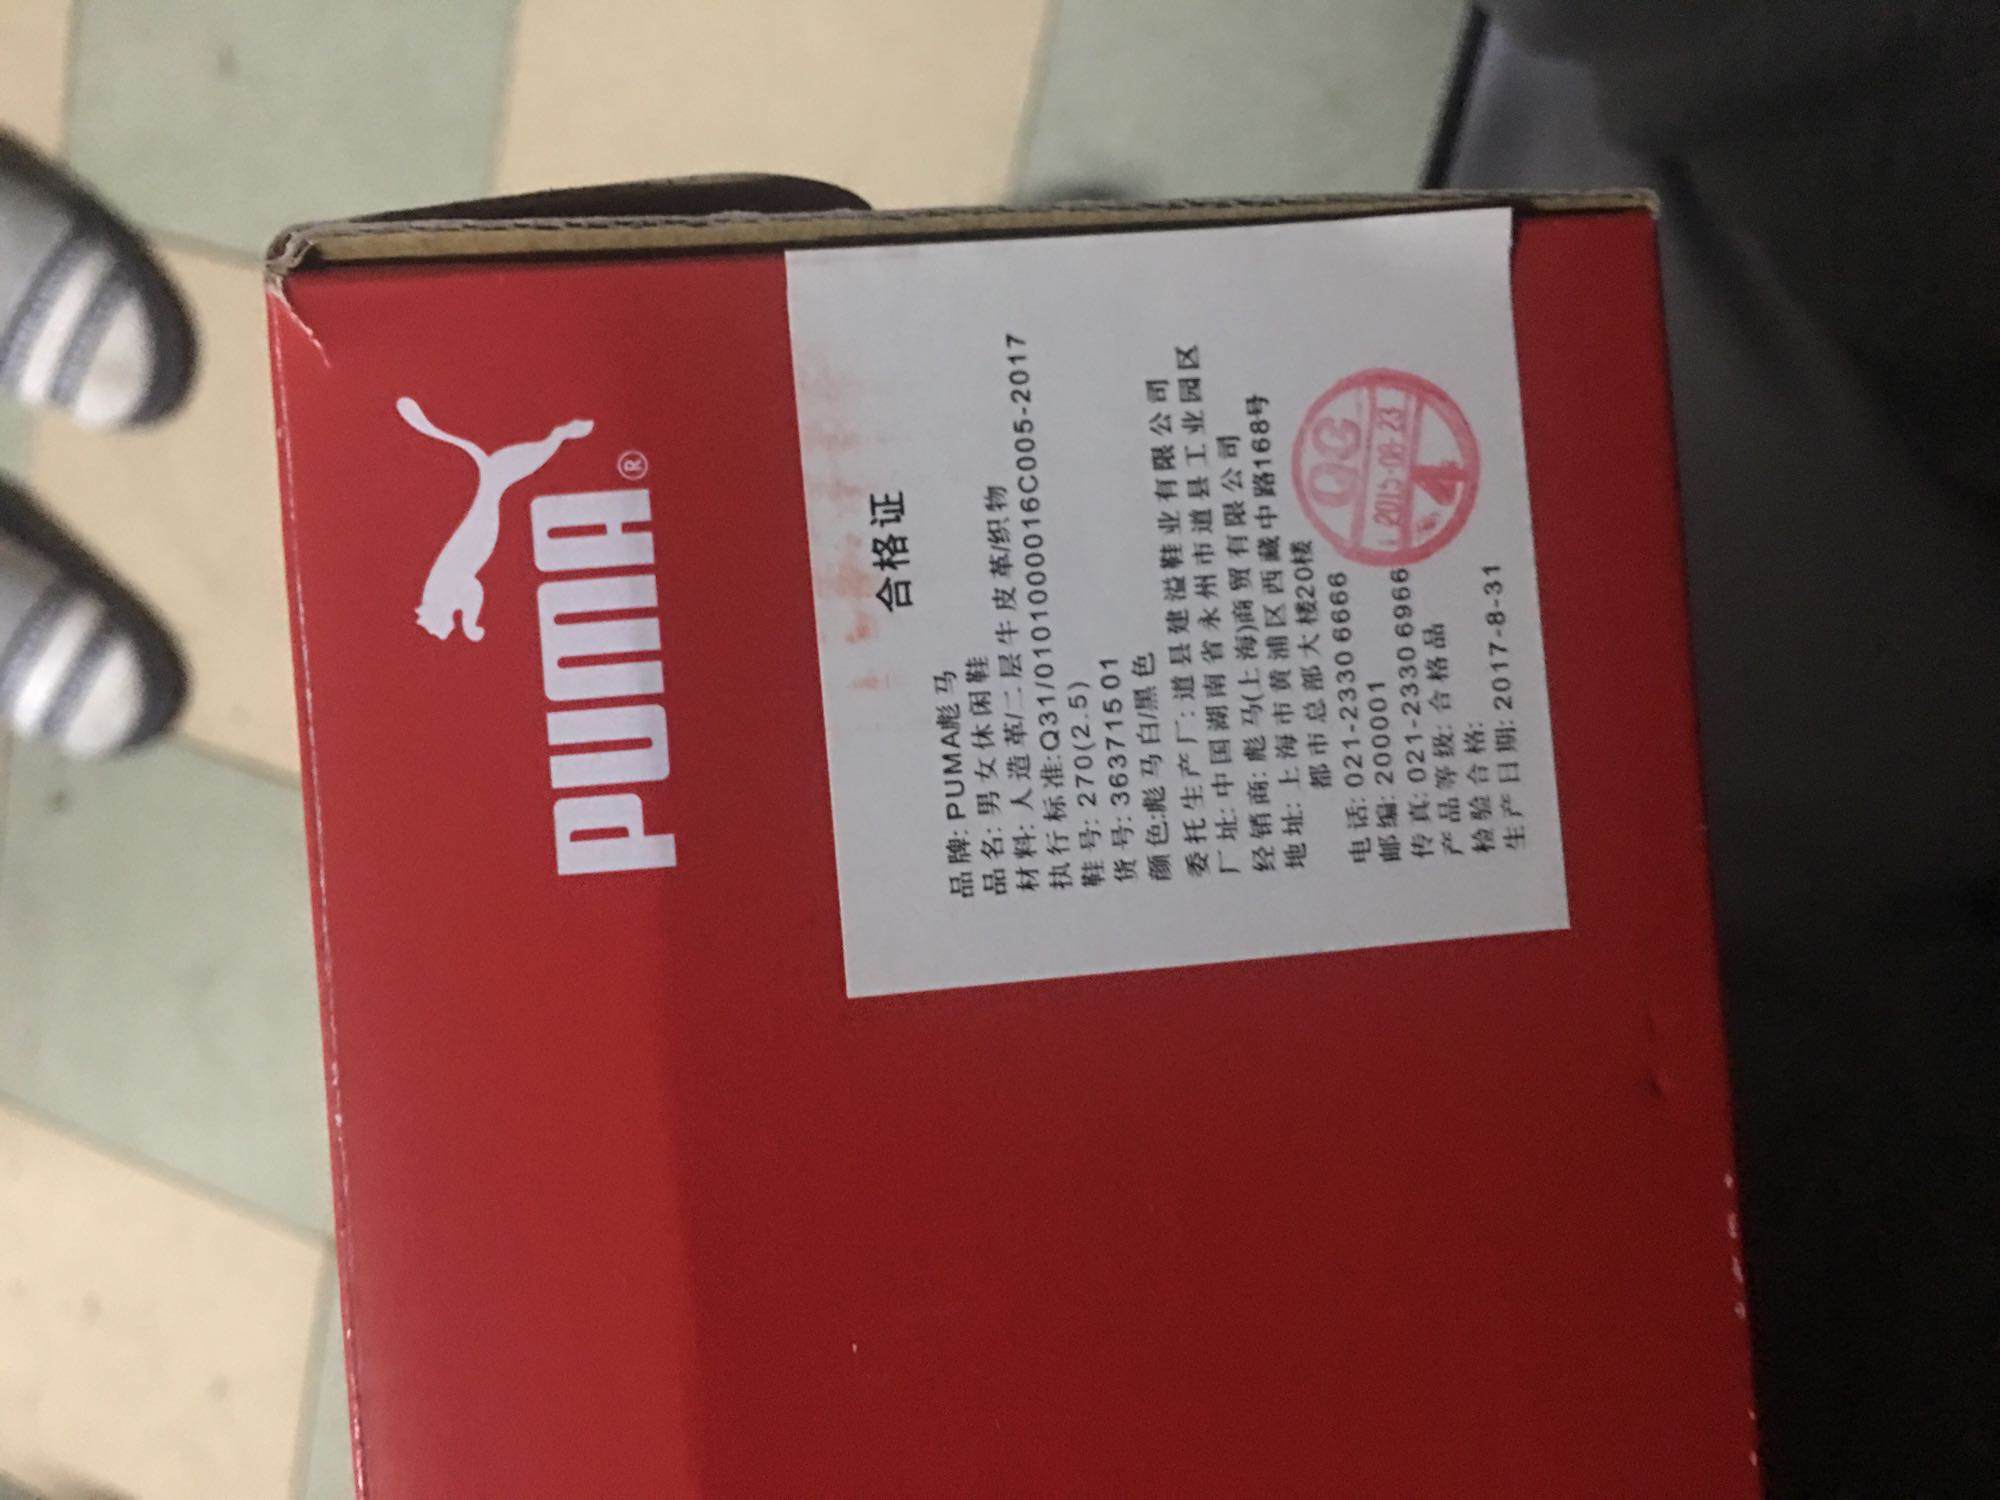 PUMA®
合格证
品牌: PUMA彪马
品名: 男女休闲鞋
材料: 人造革/二层牛皮革/织物
执行标准:Q31/0101000016C005-2017
鞋号: 270(2.5)
货号: 36371501
颜色:彪马白/黑色
委托生产厂: 道县建溢鞋业有限公司
厂址: 中国湖南省永州市道县工业园区
经销商: 彪马(上海)商贸有限公司
地址: 上海市黄浦区西藏中路168号
都市总部大楼20楼
电话: 021-23306666
邮编: 200001
传真: 021-23306966
产品等级: 合格品
检验合格:
生产日期: 2017-8-31
2015-08-23